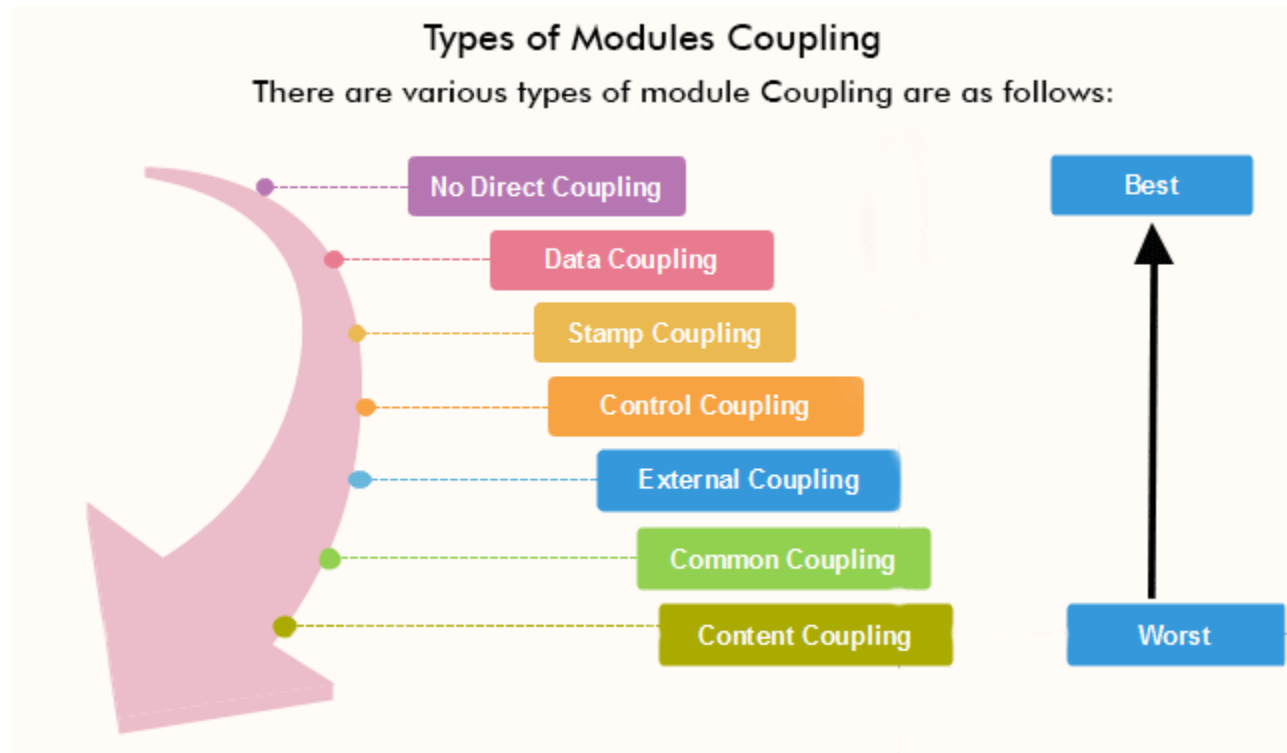 Types of Modules Coupling
There are various types of module Coupling are as follows:
No Direct Coupling
Best
Data Coupling
Stamp Coupling
Control Coupling
External Coupling
Common Coupling
Content Coupling
Worst